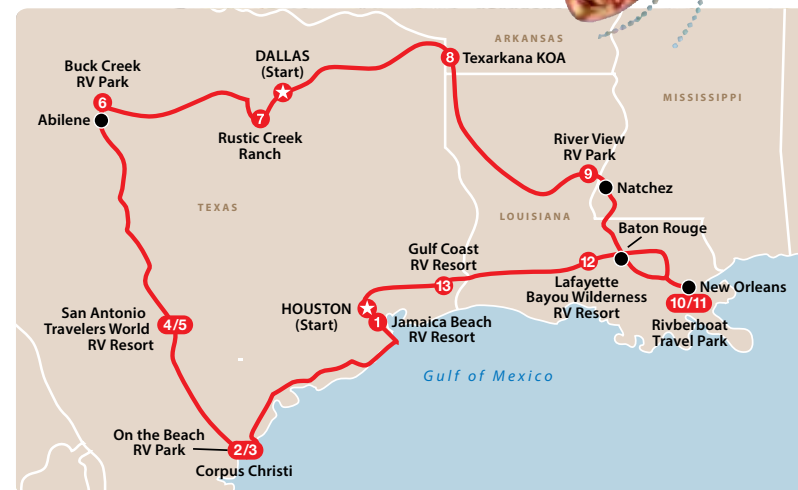 ARKANSAS
DALLAS
(Start)
8
Texarkana KOA
Buck Creek
RV Park
6
Abilene
7
Rustic Creek
Ranch
MISSISSIPPI
River View
RV Park
9
Natchez
TEXAS
LOUISIANA
Baton Rouge
Gulf Coast
RV Resort
13
12
Lafayette
Bayou Wilderness
RV Resort
New Orleans
10/11
Rivberboat
Travel Park
HOUSTON
(Start)
1
Jamaica Beach
RV Resort
San Antonio
Travelers World
RV Resort
4/5
Gulf of Mexico
On the Beach
RV Park
2/3
Corpus Christi